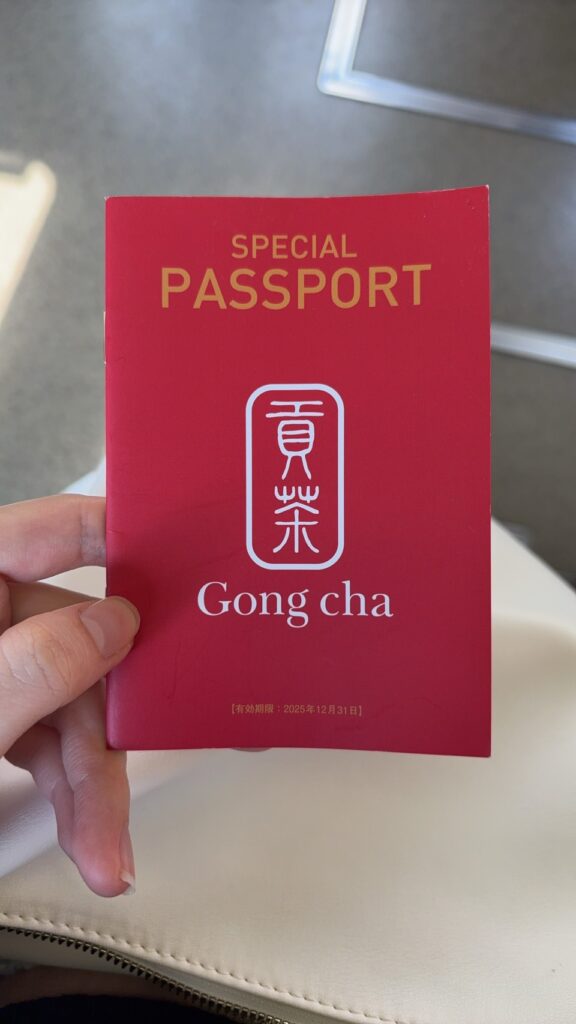 SPECIAL
PASSPORT
貢
茶
Gong cha
【有効期限：2025年12月31日】